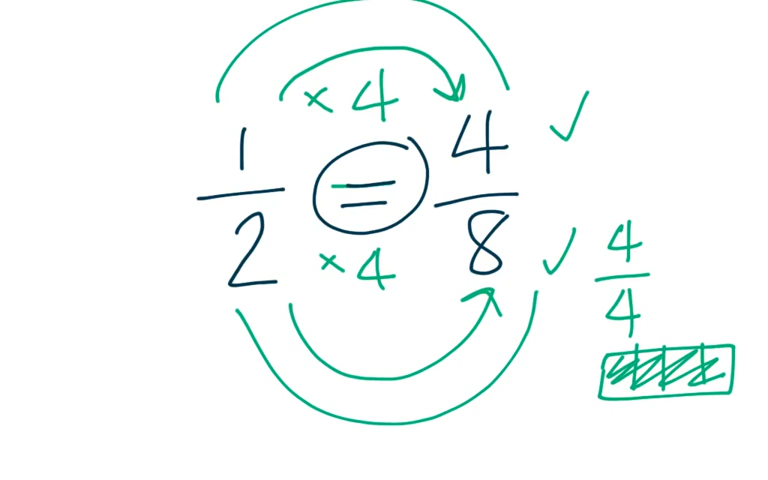 × 4
1/2 = 4/8 ✓
× 4 ✓ 4/4